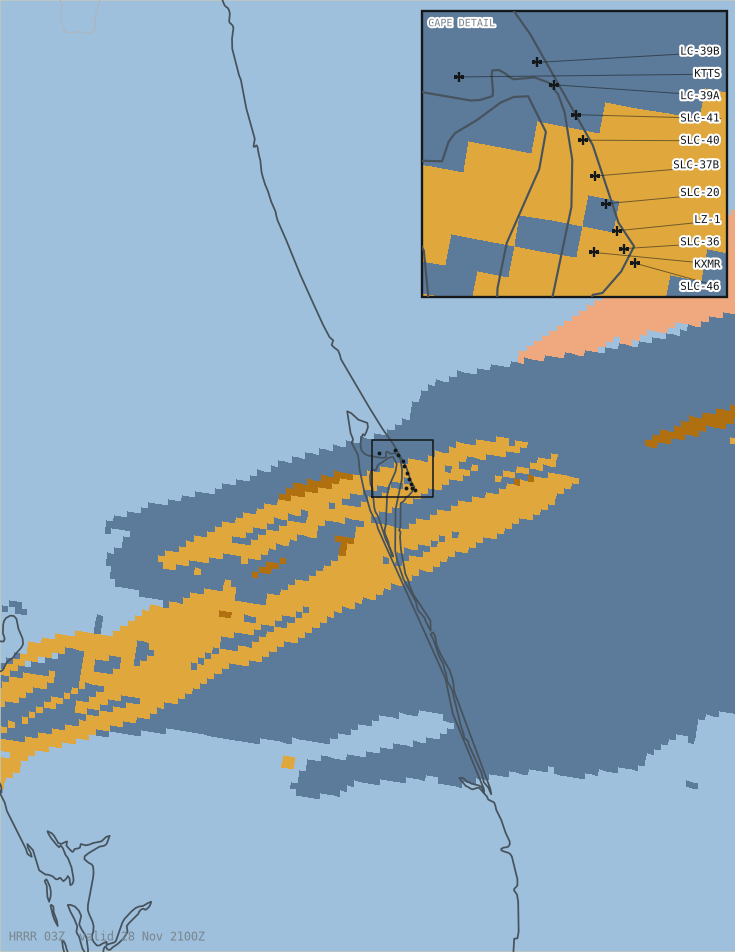 CAPE DETAIL
LC-39B
KTTS
LC-39A
SLC-41
SLC-40
SLC-37B
SLC-20
LZ-1
SLC-36
KXMR
SLC-46
HRRR 03Z valid 28 Nov 2100Z